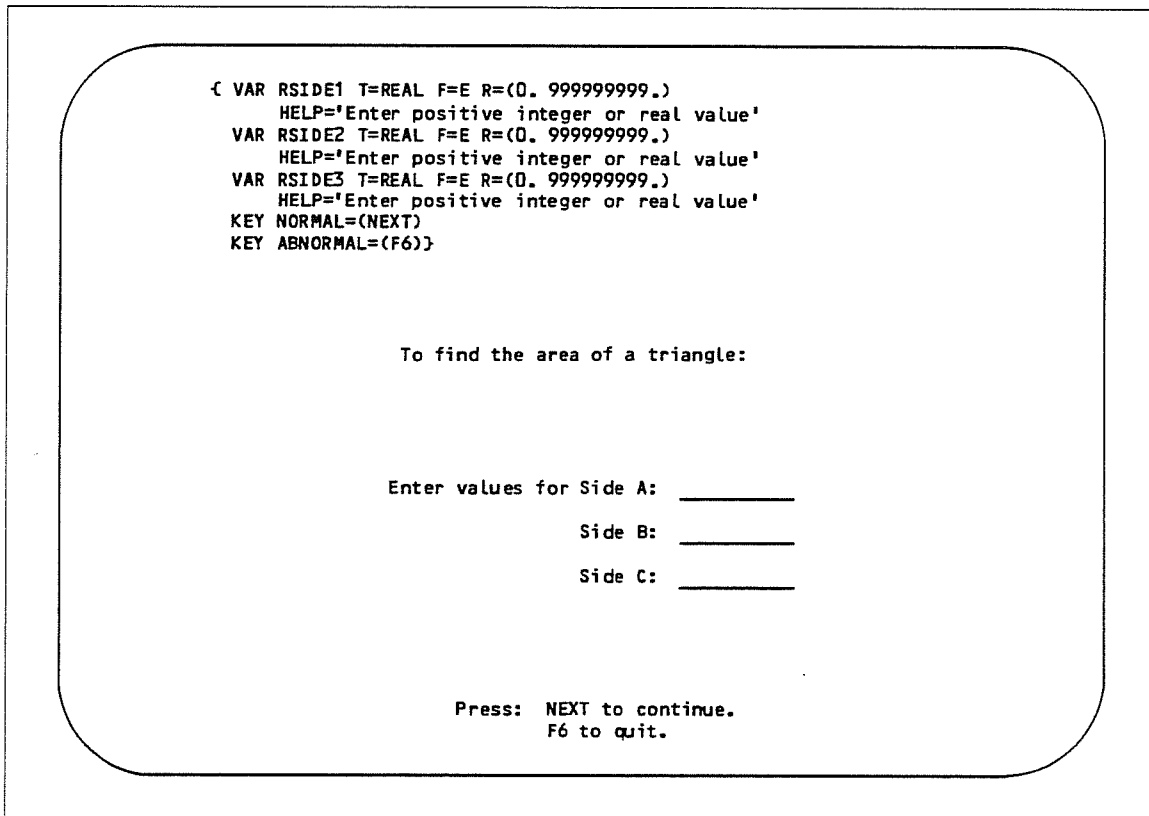 { VAR RSIDE1 T=REAL F=E R=(0. 999999999.)
HELP='Enter positive integer or real value'
VAR RSIDE2 T=REAL F=E R=(0. 999999999.)
HELP='Enter positive integer or real value'
VAR RSIDE3 T=REAL F=E R=(0. 999999999.)
HELP='Enter positive integer or real value'
KEY NORMAL=(NEXT)
KEY ABNORMAL=(F6)}
To find the area of a triangle:
Enter values for Side A: __________
Side B: __________
Side C: __________
Press: NEXT to continue.
F6 to quit.